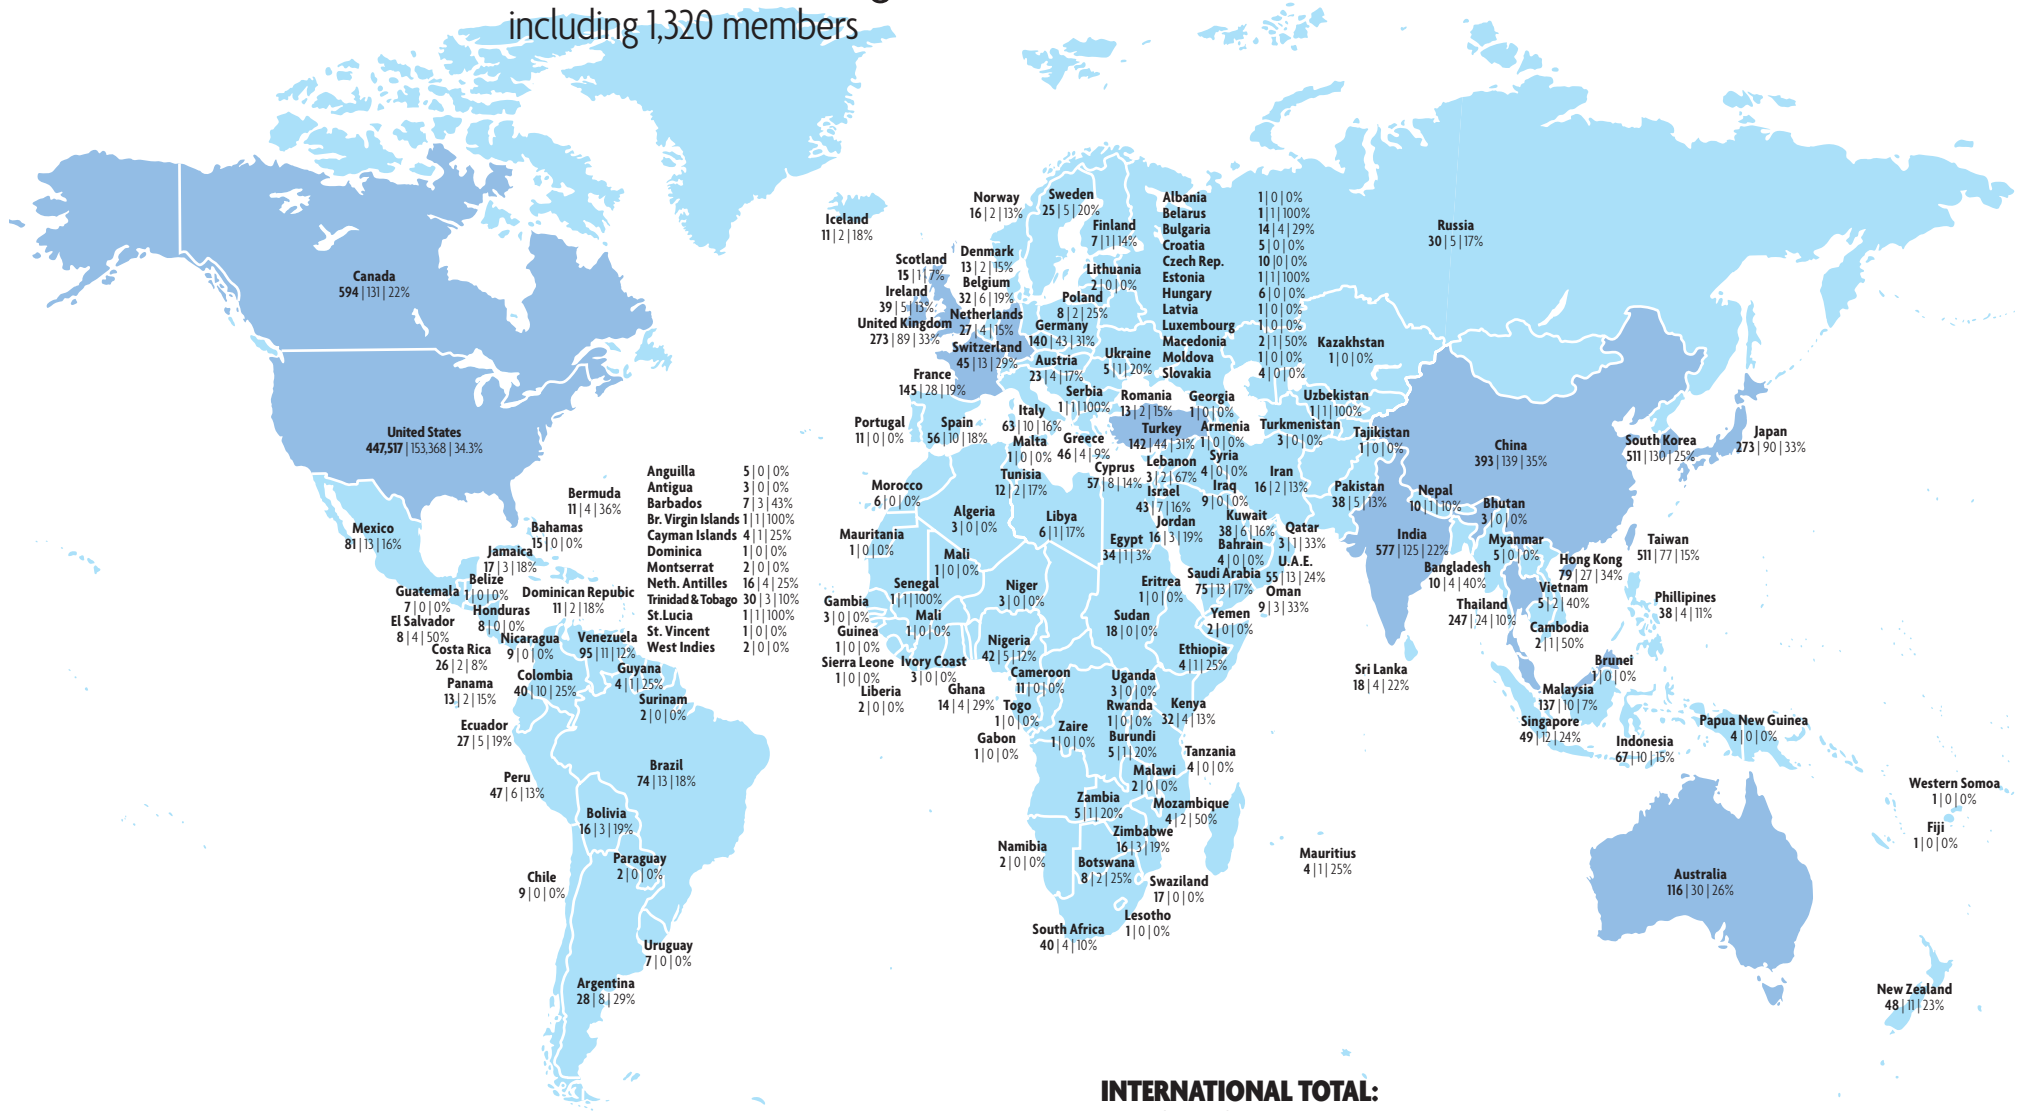 including 1,320 members
Canada
594 | 131 | 22%
United States
447,517 | 153,368 | 34.3%
Mexico
81 | 13 | 16%
Bermuda
11 | 4 | 36%
Bahamas
15 | 0 | 0%
Jamaica
17 | 3 | 18%
Belize
1 | 0 | 0%
Guatemala
7 | 0 | 0%
Dominican Repubic
11 | 2 | 18%
Honduras
8 | 0 | 0%
El Salvador
8 | 4 | 50%
Nicaragua
9 | 0 | 0%
Costa Rica
26 | 2 | 8%
Panama
13 | 2 | 15%
Venezuela
95 | 11 | 12%
Guyana
4 | 1 | 25%
Colombia
40 | 10 | 25%
Surinam
2 | 0 | 0%
Ecuador
27 | 5 | 19%
Peru
47 | 6 | 13%
Brazil
74 | 13 | 18%
Bolivia
16 | 3 | 19%
Paraguay
2 | 0 | 0%
Chile
9 | 0 | 0%
Uruguay
7 | 0 | 0%
Argentina
28 | 8 | 29%
Anguilla 5 | 0 | 0%
Antigua 3 | 0 | 0%
Barbados 7 | 3 | 43%
Br. Virgin Islands 1 | 1 | 100%
Cayman Islands 4 | 1 | 25%
Dominica 1 | 0 | 0%
Montserrat 2 | 0 | 0%
Neth. Antilles 16 | 4 | 25%
Trinidad & Tobago 30 | 3 | 10%
St.Lucia 1 | 1 | 100%
St. Vincent 1 | 0 | 0%
West Indies 2 | 0 | 0%
Iceland
11 | 2 | 18%
Norway
16 | 2 | 13%
Sweden
25 | 5 | 20%
Finland
7 | 1 | 14%
Scotland
15 | 1 | 7%
Denmark
13 | 2 | 15%
Lithuania
2 | 0 | 0%
Ireland
39 | 5 | 13%
Belgium
32 | 6 | 19%
Poland
8 | 2 | 25%
United Kingdom
273 | 89 | 33%
Netherlands
27 | 4 | 15%
Germany
140 | 43 | 31%
Switzerland
45 | 13 | 29%
Austria
23 | 4 | 17%
Ukraine
5 | 1 | 20%
France
145 | 28 | 19%
Serbia
1 | 1 | 100%
Romania
13 | 2 | 15%
Georgia
1 | 0 | 0%
Portugal
11 | 0 | 0%
Spain
56 | 10 | 18%
Italy
63 | 10 | 16%
Malta
1 | 0 | 0%
Greece
46 | 4 | 9%
Turkey
142 | 44 | 31%
Armenia
1 | 0 | 0%
Albania 1 | 0 | 0%
Belarus 1 | 1 | 100%
Bulgaria 14 | 4 | 29%
Croatia 5 | 0 | 0%
Czech Rep. 10 | 0 | 0%
Estonia 1 | 1 | 100%
Hungary 6 | 0 | 0%
Latvia 1 | 0 | 0%
Luxembourg 1 | 0 | 0%
Macedonia 2 | 1 | 50%
Moldova 1 | 0 | 0%
Slovakia 4 | 0 | 0%
Russia
30 | 5 | 17%
Kazakhstan
1 | 0 | 0%
Uzbekistan
1 | 1 | 100%
Turkmenistan
3 | 0 | 0%
Tajikistan
1 | 0 | 0%
Cyprus
57 | 8 | 14%
Lebanon
3 | 2 | 67%
Syria
4 | 0 | 0%
Israel
43 | 7 | 16%
Iraq
9 | 0 | 0%
Iran
16 | 2 | 13%
Jordan
16 | 3 | 19%
Kuwait
38 | 6 | 16%
Bahrain
4 | 0 | 0%
Qatar
3 | 1 | 33%
U.A.E.
55 | 13 | 24%
Saudi Arabia
75 | 13 | 17%
Oman
9 | 3 | 33%
Yemen
2 | 0 | 0%
Morocco
6 | 0 | 0%
Tunisia
12 | 2 | 17%
Algeria
3 | 0 | 0%
Libya
6 | 1 | 17%
Egypt
34 | 1 | 3%
Mauritania
1 | 0 | 0%
Mali
1 | 0 | 0%
Senegal
1 | 1 | 100%
Niger
3 | 0 | 0%
Eritrea
1 | 0 | 0%
Gambia
3 | 0 | 0%
Mali
1 | 0 | 0%
Sudan
18 | 0 | 0%
Guinea
1 | 0 | 0%
Nigeria
42 | 5 | 12%
Ethiopia
4 | 1 | 25%
Sierra Leone
1 | 0 | 0%
Ivory Coast
3 | 0 | 0%
Liberia
2 | 0 | 0%
Ghana
14 | 4 | 29%
Cameroon
11 | 0 | 0%
Togo
1 | 0 | 0%
Gabon
1 | 0 | 0%
Uganda
3 | 0 | 0%
Rwanda
1 | 0 | 0%
Kenya
32 | 4 | 13%
Zaire
1 | 0 | 0%
Burundi
5 | 1 | 20%
Tanzania
4 | 0 | 0%
Malawi
2 | 0 | 0%
Zambia
5 | 1 | 20%
Mozambique
4 | 2 | 50%
Zimbabwe
16 | 3 | 19%
Namibia
2 | 0 | 0%
Botswana
8 | 2 | 25%
Swaziland
17 | 0 | 0%
Lesotho
1 | 0 | 0%
South Africa
40 | 4 | 10%
Mauritius
4 | 1 | 25%
Pakistan
38 | 5 | 13%
Nepal
10 | 1 | 10%
Bhutan
3 | 0 | 0%
India
577 | 125 | 22%
China
393 | 139 | 35%
South Korea
511 | 130 | 25%
Japan
273 | 90 | 33%
Myanmar
5 | 0 | 0%
Bangladesh
10 | 4 | 40%
Taiwan
511 | 77 | 15%
Hong Kong
79 | 27 | 34%
Vietnam
5 | 2 | 40%
Thailand
247 | 24 | 10%
Phillipines
38 | 4 | 11%
Cambodia
2 | 1 | 50%
Sri Lanka
18 | 4 | 22%
Brunei
1 | 0 | 0%
Malaysia
137 | 10 | 7%
Singapore
49 | 12 | 24%
Indonesia
67 | 10 | 15%
Papua New Guinea
4 | 0 | 0%
Western Somoa
1 | 0 | 0%
Fiji
1 | 0 | 0%
Australia
116 | 30 | 26%
New Zealand
48 | 11 | 23%
INTERNATIONAL TOTAL: